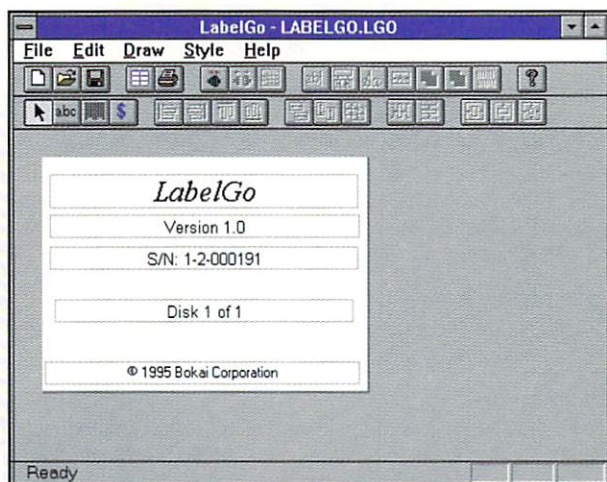 LabelGo - LABELGO.LGO
File Edit Draw Style Help
abc $
LabelGo
Version 1.0
S/N: 1-2-000191
Disk 1 of 1
© 1995 Bokai Corporation
Ready